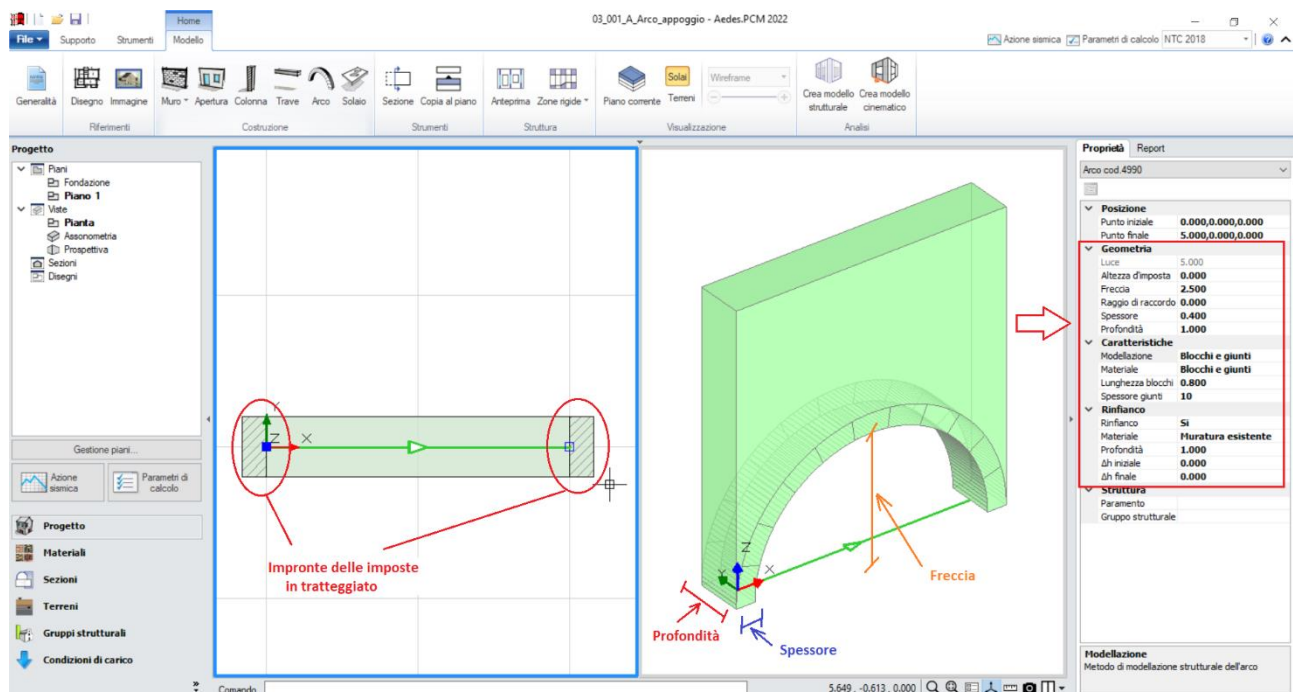 03_001_A_Arco_appoggio - Aedes.PCM 2022
Home
File Supporto Strumenti Modello
Azione sismica Parametri di calcolo NTC 2018
Generalità Disegno Immagine Muro Apertura Colonna Trave Arco Solaio Sezione Copia al piano Anteprima Zone rigide Piano corrente Solai Terreni Wireframe Crea modello strutturale Crea modello cinematico
Riferimenti Costruzione Strumenti Struttura Visualizzazione Analisi
Progetto
Piani
Fondazione
Piano 1
Viste
Pianta
Assonometria
Prospettiva
Sezioni
Disegni
Gestione piani...
Azione sismica
Parametri di calcolo
Progetto
Materiali
Sezioni
Terreni
Gruppi strutturali
Condizioni di carico
Y
Z X
Impronte delle imposte
in tratteggiato
Z
Y X
Freccia
Profondità
Spessore
Comando
5.649 , -0.613 , 0.000
Proprietà Report
Arco cod.4990
Posizione
Punto iniziale 0.000,0.000,0.000
Punto finale 5.000,0.000,0.000
Geometria
Luce 5.000
Altezza d'imposta 0.000
Freccia 2.500
Raggio di raccordo 0.000
Spessore 0.400
Profondità 1.000
Caratteristiche
Modellazione Blocchi e giunti
Materiale Blocchi e giunti
Lunghezza blocchi 0.800
Spessore giunti 10
Rinfianco
Rinfianco Si
Materiale Muratura esistente
Profondità 1.000
Δh iniziale 0.000
Δh finale 0.000
Struttura
Paramento
Gruppo strutturale
Modellazione
Metodo di modellazione strutturale dell'arco